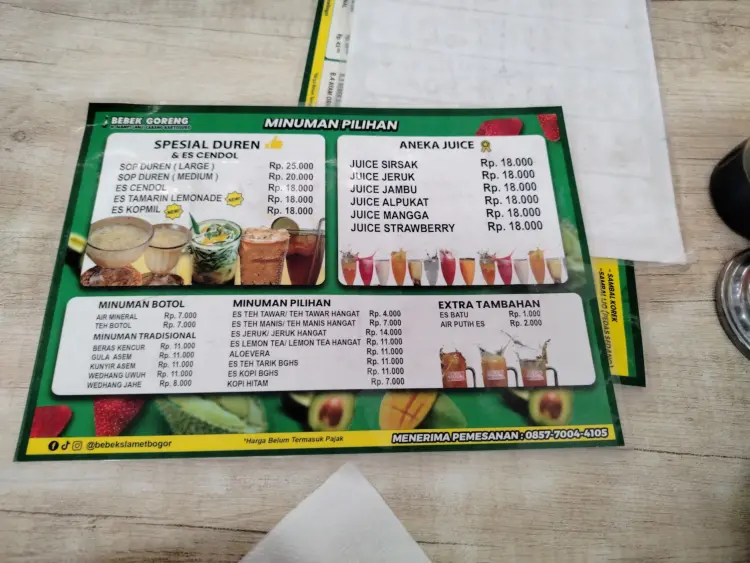 BEBEK GORENG
MINUMAN PILIHAN
SPESIAL DUREN
& ES CENDOL
SOP DUREN ( LARGE ) Rp. 25.000
SOP DUREN ( MEDIUM ) Rp. 20.000
ES CENDOL Rp. 18.000
ES TAMARIN LEMONADE NEW! Rp. 18.000
ES KOPMIL NEW! Rp. 18.000
ANEKA JUICE
JUICE SIRSAK Rp. 18.000
JUICE JERUK Rp. 18.000
JUICE JAMBU Rp. 18.000
JUICE ALPUKAT Rp. 18.000
JUICE MANGGA Rp. 18.000
JUICE STRAWBERRY Rp. 18.000
MINUMAN BOTOL
AIR MINERAL Rp. 7.000
TEH BOTOL Rp. 7.000
MINUMAN TRADISIONAL
BERAS KENCUR Rp. 11.000
GULA ASEM Rp. 11.000
KUNYIR ASEM Rp. 11.000
WEDHANG UWUH Rp. 11.000
WEDHANG JAHE Rp. 8.000
MINUMAN PILIHAN
ES TEH TAWAR/ TEH TAWAR HANGAT Rp. 4.000
ES TEH MANIS/ TEH MANIS HANGAT Rp. 7.000
ES JERUK/ JERUK HANGAT Rp. 14.000
ES LEMON TEA/ LEMON TEA HANGAT Rp. 11.000
ALOEVERA Rp. 11.000
ES TEH TARIK BGHS Rp. 11.000
ES KOPI BGHS Rp. 11.000
KOPI HITAM Rp. 7.000
EXTRA TAMBAHAN
ES BATU Rp. 1.000
AIR PUTIH ES Rp. 2.000
@bebekslametbogor
*Harga Belum Termasuk Pajak
MENERIMA PEMESANAN : 0857-7004-4105
- SAMBAL KOREK